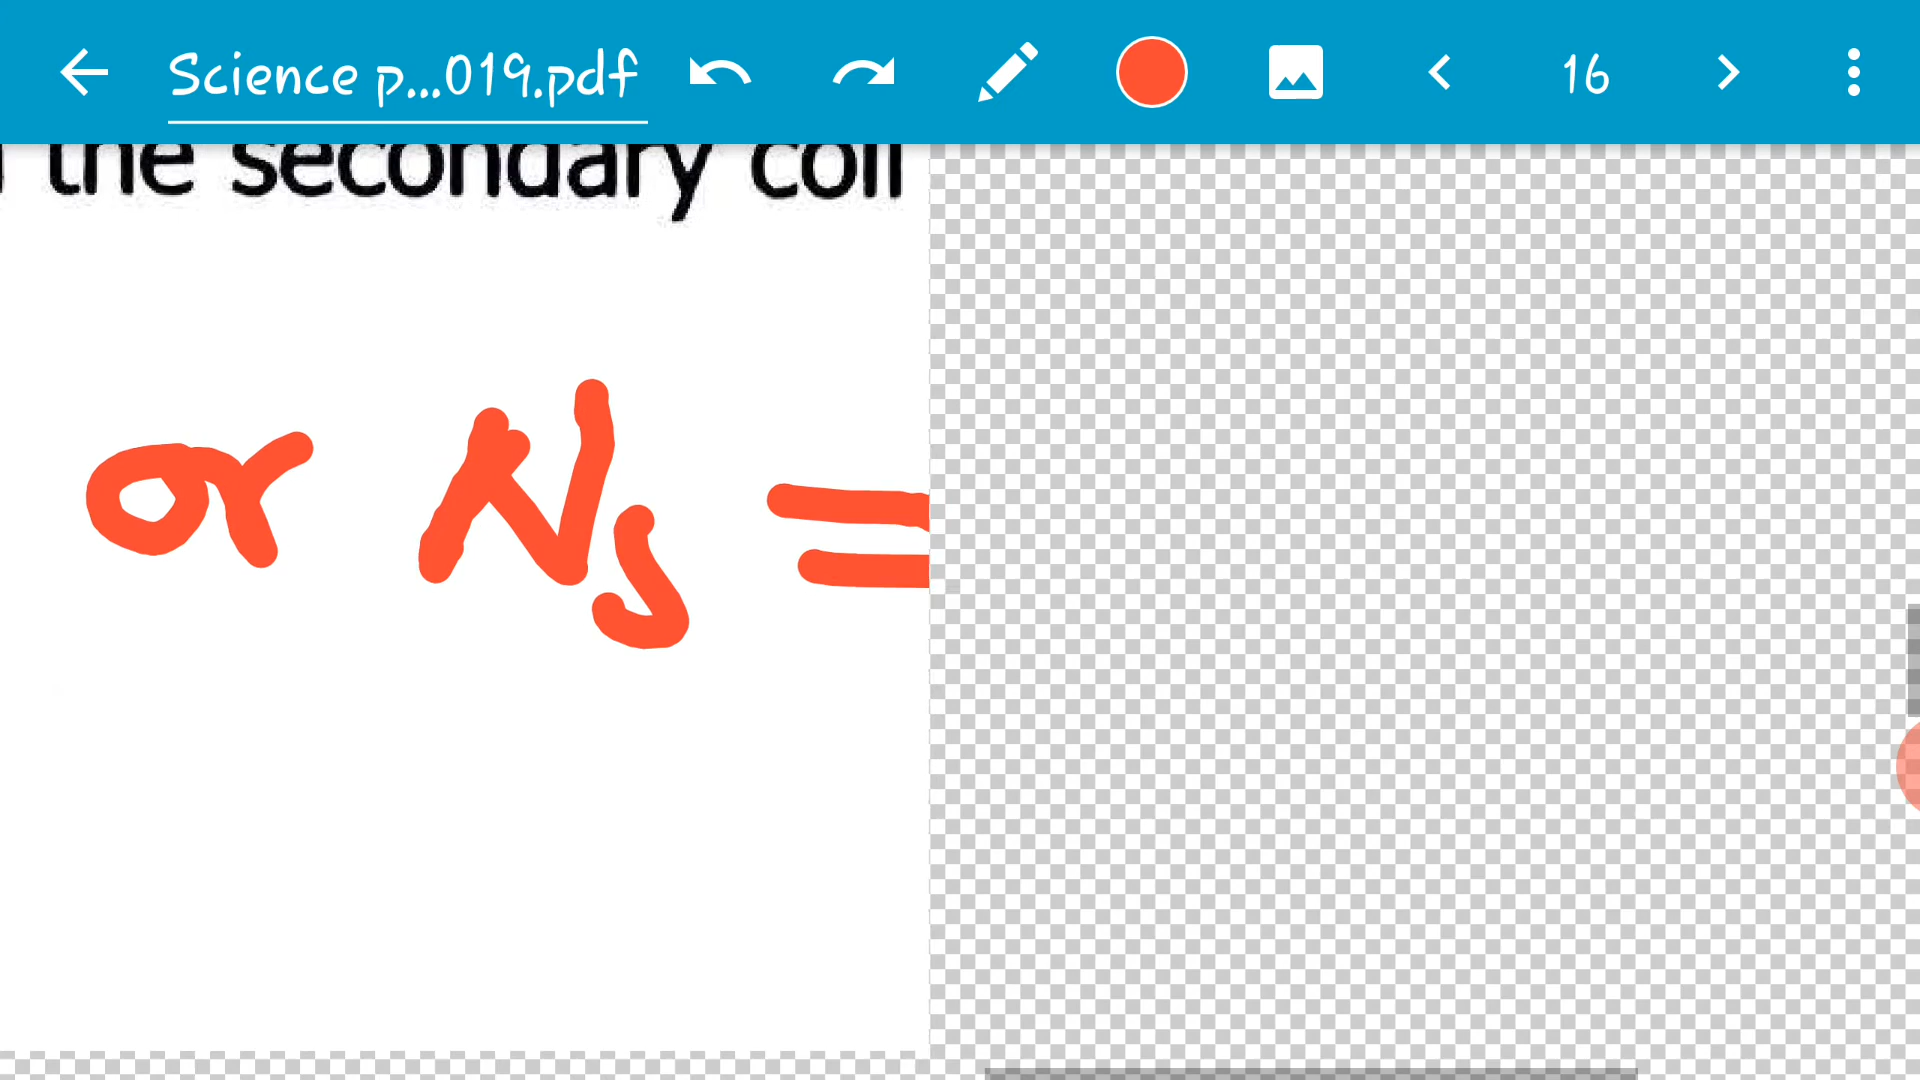 Science p...019.pdf 16
the secondary coil
or Ns =